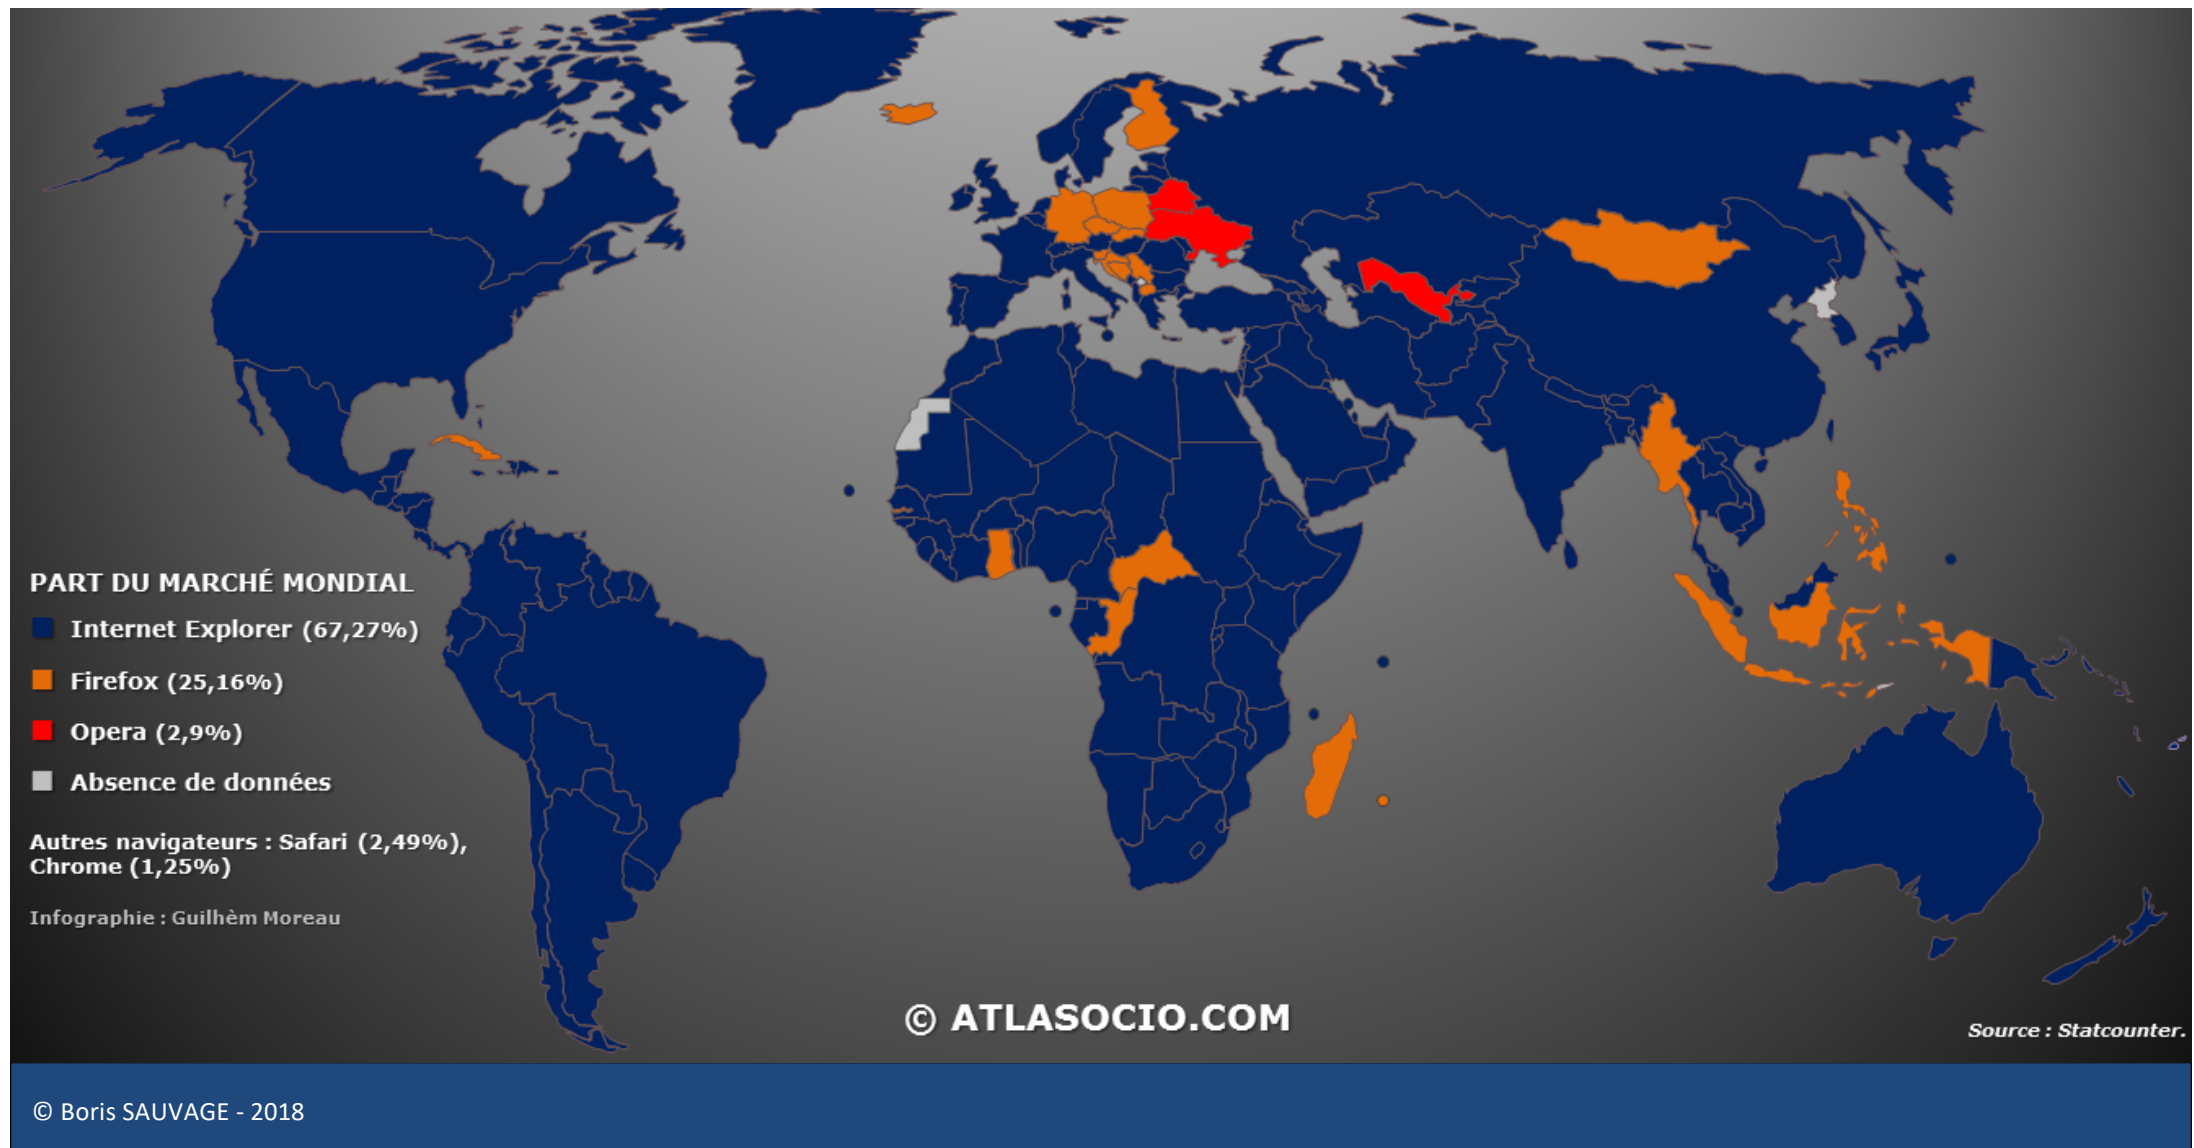 PART DU MARCHÉ MONDIAL
Internet Explorer (67,27%)
Firefox (25,16%)
Opera (2,9%)
Absence de données
Autres navigateurs : Safari (2,49%),
Chrome (1,25%)
Infographie : Guilhèm Moreau
© ATLASOCIO.COM
Source : Statcounter.
© Boris SAUVAGE - 2018